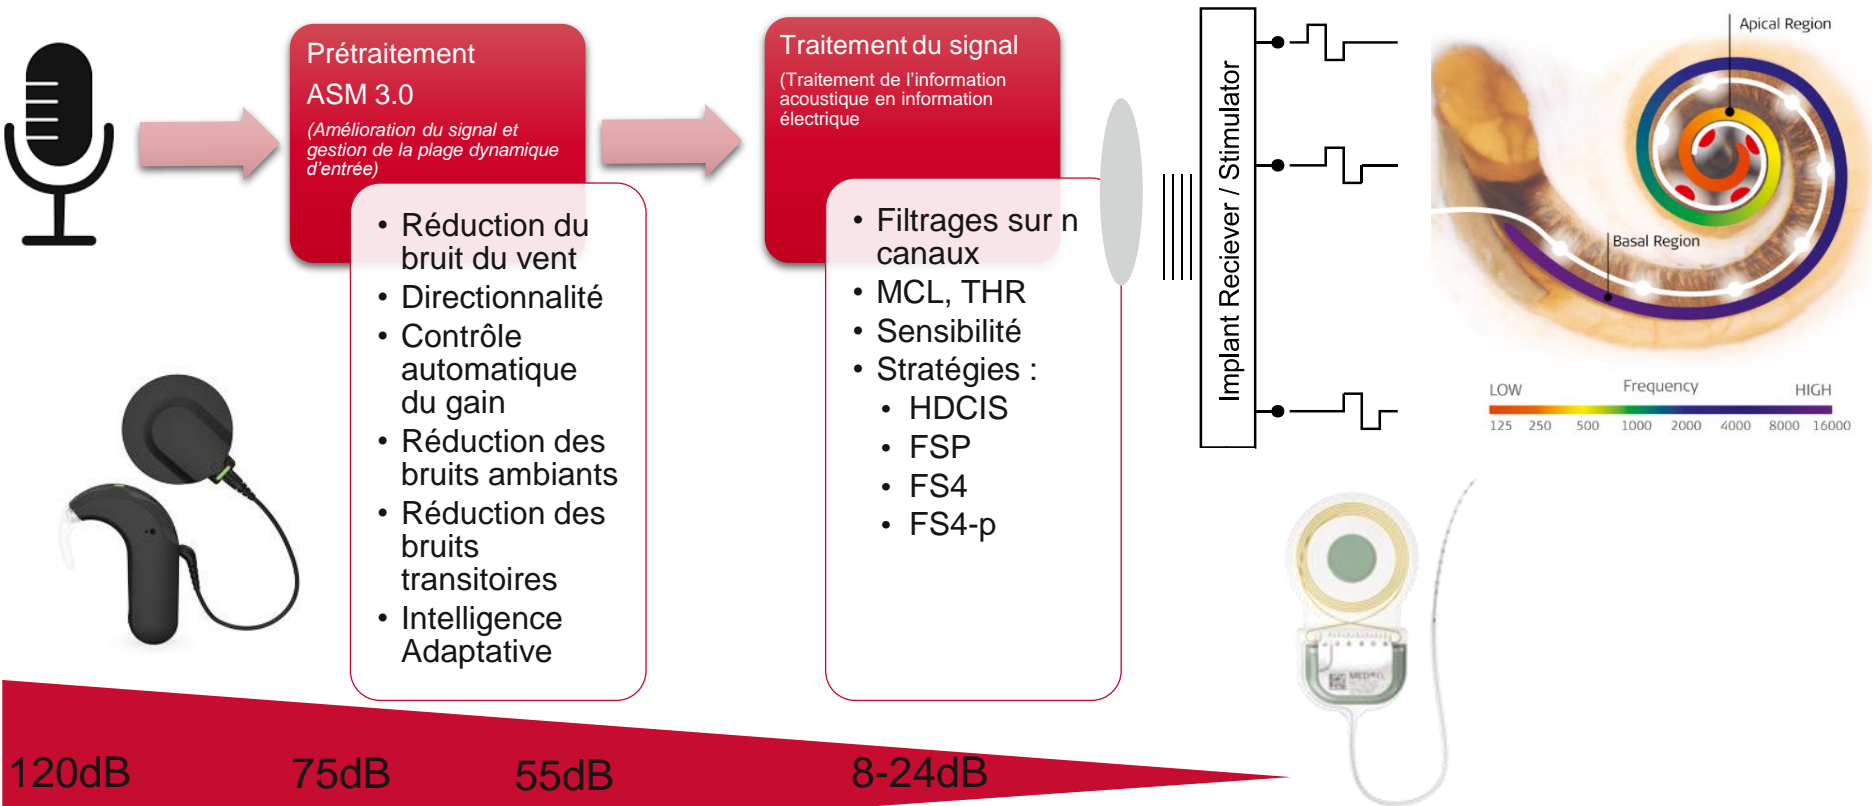 Prétraitement
ASM 3.0
(Amélioration du signal et
gestion de la plage dynamique
d'entrée)
• Réduction du
bruit du vent
• Directionnalité
• Contrôle
automatique
du gain
• Réduction des
bruits ambiants
• Réduction des
bruits
transitoires
• Intelligence
Adaptative
Traitement du signal
(Traitement de l'information
acoustique en information
électrique
• Filtrages sur n
canaux
• MCL, THR
• Sensibilité
• Stratégies :
• HDCIS
• FSP
• FS4
• FS4-p
Implant Reciever / Stimulator
Apical Region
Basal Region
LOW Frequency HIGH
125 250 500 1000 2000 4000 8000 16000
MED-EL
120dB 75dB 55dB 8-24dB